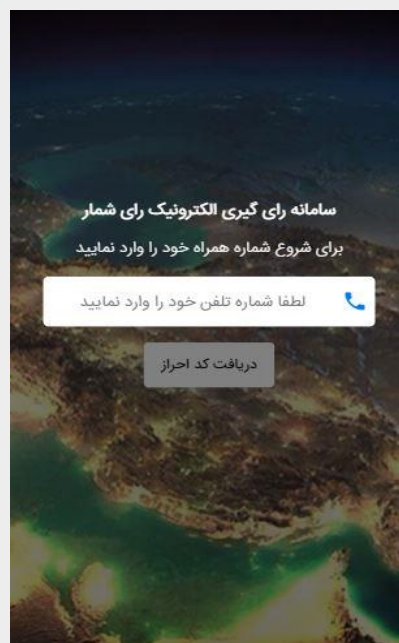 سامانه رای گیری الکترونیک رای شمار
برای شروع شماره همراه خود را وارد نمایید
لطفا شماره تلفن خود را وارد نمایید
دریافت کد احراز